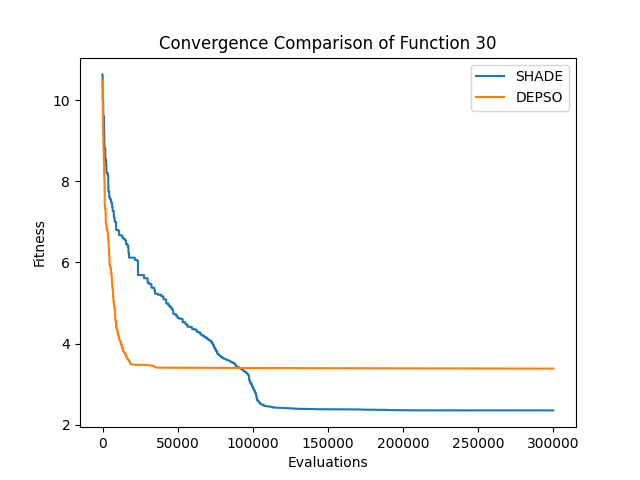 Convergence Comparison of Function 30
SHADE
DEPSO
Fitness
10
8
6
4
2
0 50000 100000 150000 200000 250000 300000
Evaluations